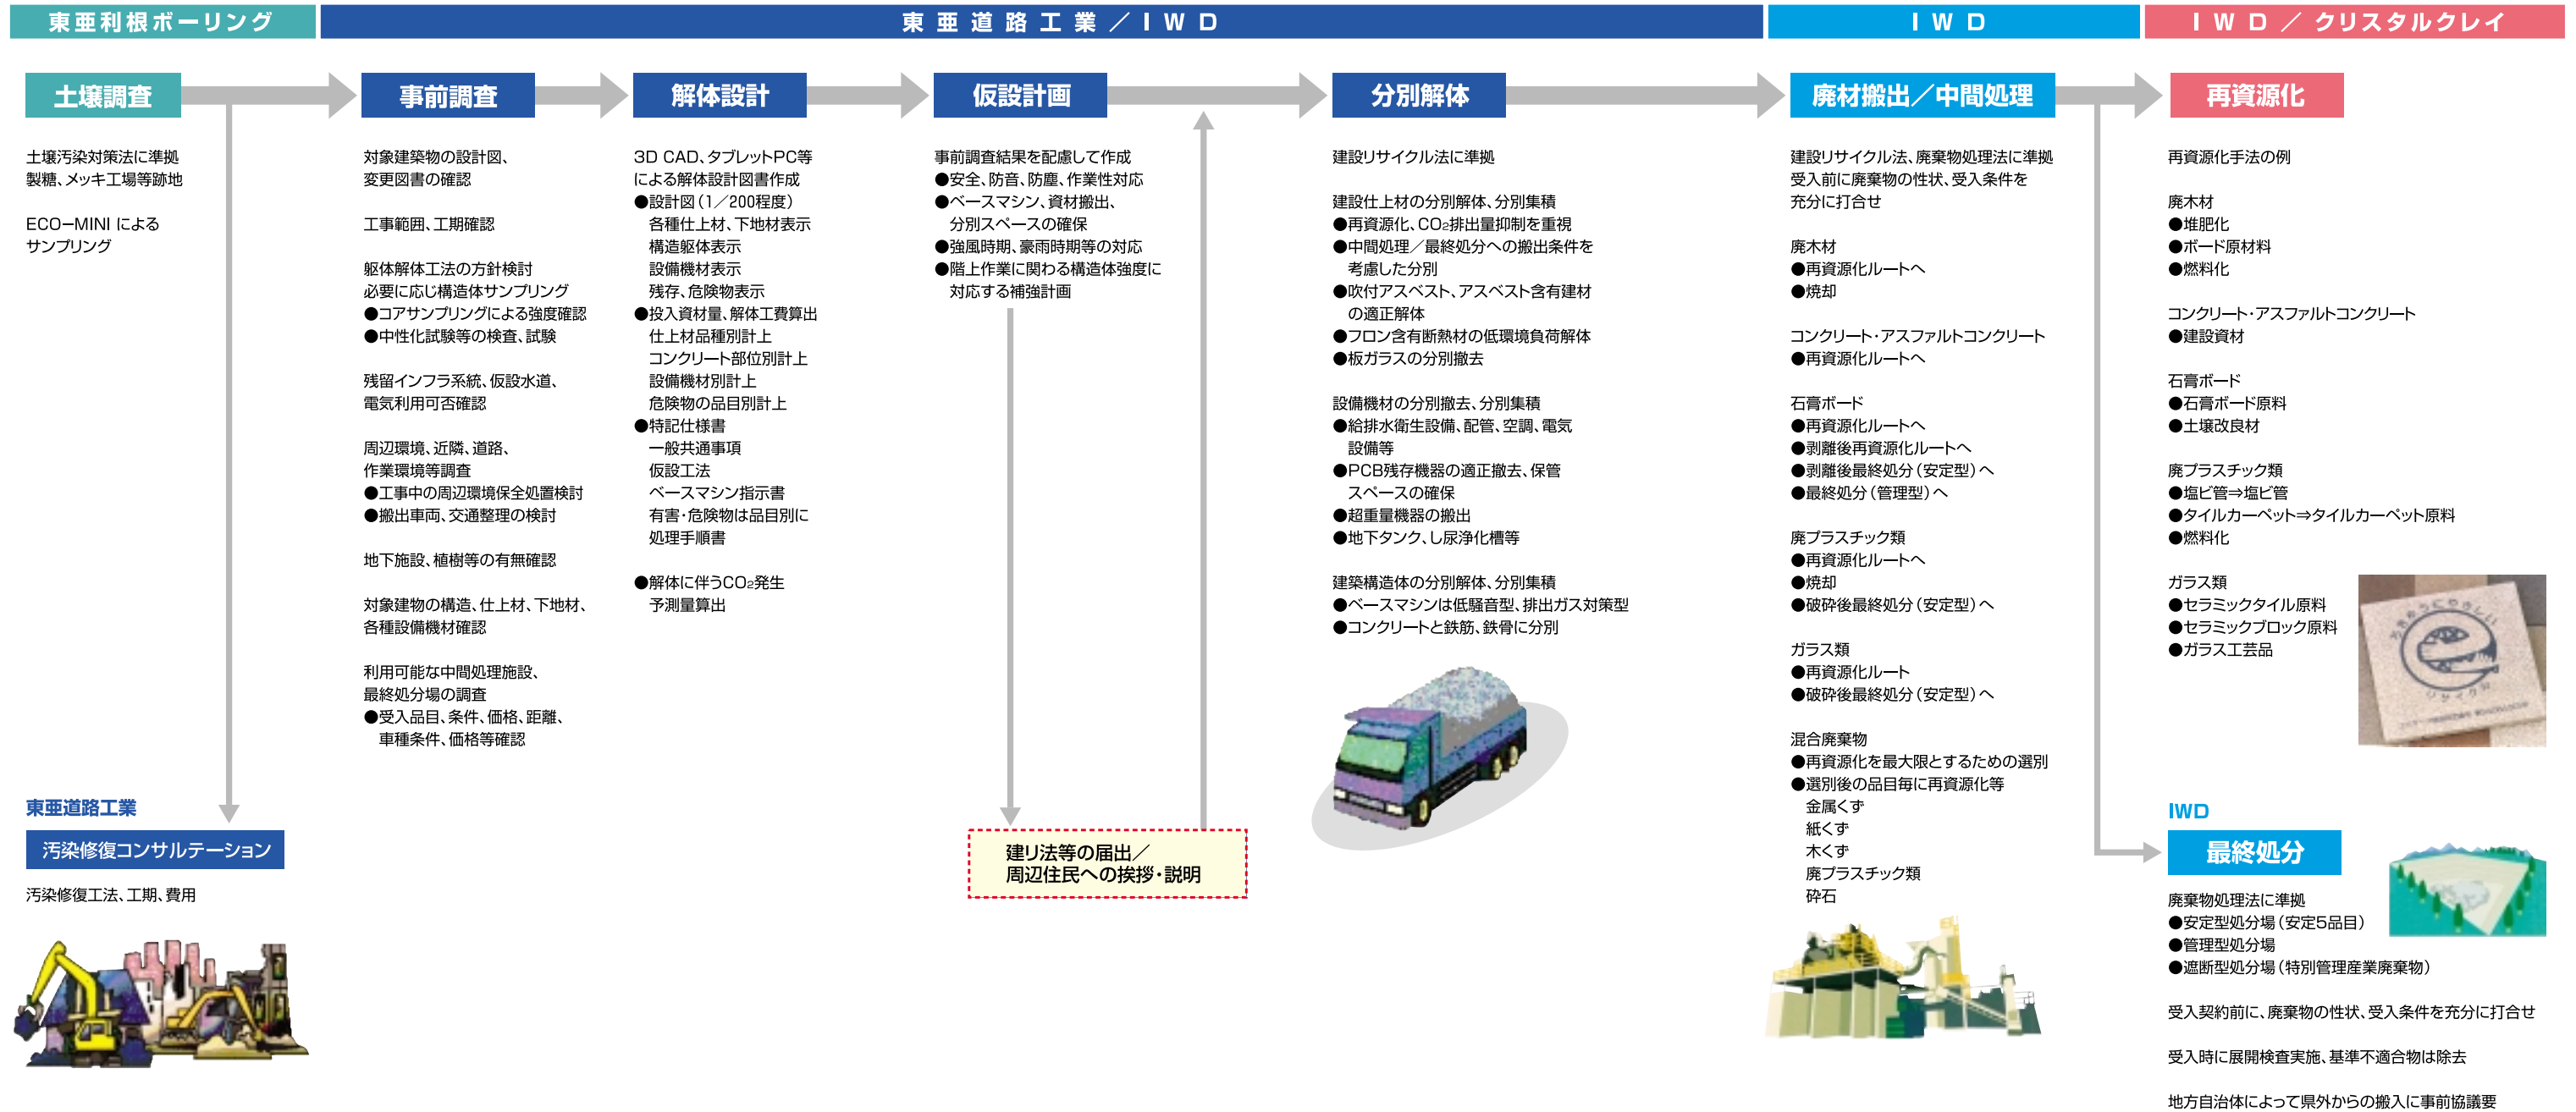 東亜利根ボーリング
東亜道路工業／IWD
IWD
IWD／クリスタルクレイ
土壌調査
土壌汚染対策法に準拠
製糖、メッキ工場等跡地
ECO−MINI による
サンプリング
東亜道路工業
汚染修復コンサルテーション
汚染修復工法、工期、費用
事前調査
対象建築物の設計図、
変更図書の確認
工事範囲、工期確認
躯体解体工法の方針検討
必要に応じ構造体サンプリング
●コアサンプリングによる強度確認
●中性化試験等の検査、試験
残留インフラ系統、仮設水道、
電気利用可否確認
周辺環境、近隣、道路、
作業環境等調査
●工事中の周辺環境保全処置検討
●搬出車両、交通整理の検討
地下施設、植樹等の有無確認
対象建物の構造、仕上材、下地材、
各種設備機材確認
利用可能な中間処理施設、
最終処分場の調査
●受入品目、条件、価格、距離、
車種条件、価格等確認
解体設計
3D CAD、タブレットPC等
による解体設計図書作成
●設計図（1／200程度）
各種仕上材、下地材表示
構造躯体表示
設備機材表示
残存、危険物表示
●投入資材量、解体工費算出
仕上材品種別計上
コンクリート部位別計上
設備機材別計上
危険物の品目別計上
●特記仕様書
一般共通事項
仮設工法
ベースマシン指示書
有害・危険物は品目別に
処理手順書
●解体に伴うCO₂発生
予測量算出
仮設計画
事前調査結果を配慮して作成
●安全、防音、防塵、作業性対応
●ベースマシン、資材搬出、
分別スペースの確保
●強風時期、豪雨時期等の対応
●階上作業に関わる構造体強度に
対応する補強計画
建リ法等の届出／
周辺住民への挨拶・説明
分別解体
建設リサイクル法に準拠
建設仕上材の分別解体、分別集積
●再資源化、CO₂排出量抑制を重視
●中間処理／最終処分への搬出条件を
考慮した分別
●吹付アスベスト、アスベスト含有建材
の適正解体
●フロン含有断熱材の低環境負荷解体
●板ガラスの分別撤去
設備機材の分別撤去、分別集積
●給排水衛生設備、配管、空調、電気
設備等
●PCB残存機器の適正撤去、保管
スペースの確保
●超重量機器の搬出
●地下タンク、し尿浄化槽等
建築構造体の分別解体、分別集積
●ベースマシンは低騒音型、排出ガス対策型
●コンクリートと鉄筋、鉄骨に分別
廃材搬出／中間処理
建設リサイクル法、廃棄物処理法に準拠
受入前に廃棄物の性状、受入条件を
充分に打合せ
廃木材
●再資源化ルートへ
●焼却
コンクリート・アスファルトコンクリート
●再資源化ルートへ
石膏ボード
●再資源化ルートへ
●剥離後再資源化ルートへ
●剥離後最終処分（安定型）へ
●最終処分（管理型）へ
廃プラスチック類
●再資源化ルートへ
●焼却
●破砕後最終処分（安定型）へ
ガラス類
●再資源化ルート
●破砕後最終処分（安定型）へ
混合廃棄物
●再資源化を最大限とするための選別
●選別後の品目毎に再資源化等
金属くず
紙くず
木くず
廃プラスチック類
砕石
再資源化
再資源化手法の例
廃木材
●堆肥化
●ボード原材料
●燃料化
コンクリート・アスファルトコンクリート
●建設資材
石膏ボード
●石膏ボード原料
●土壌改良材
廃プラスチック類
●塩ビ管⇒塩ビ管
●タイルカーペット⇒タイルカーペット原料
●燃料化
ガラス類
●セラミックタイル原料
●セラミックブロック原料
●ガラス工芸品
ちきゅうにやさしい
リサイクル
IWD
最終処分
廃棄物処理法に準拠
●安定型処分場（安定5品目）
●管理型処分場
●遮断型処分場（特別管理産業廃棄物）
受入契約前に、廃棄物の性状、受入条件を充分に打合せ
受入時に展開検査実施、基準不適合物は除去
地方自治体によって県外からの搬入に事前協議要